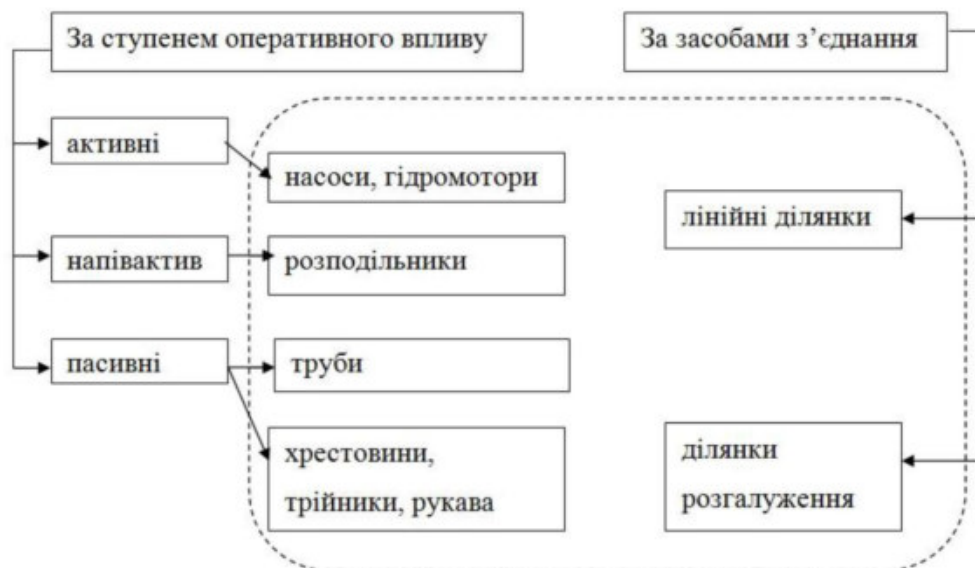 За ступенем оперативного впливу
За засобами з’єднання
активні
насоси, гідромотори
лінійні ділянки
напівактив
розподільники
пасивні
труби
хрестовини,
трійники, рукава
ділянки
розгалуження